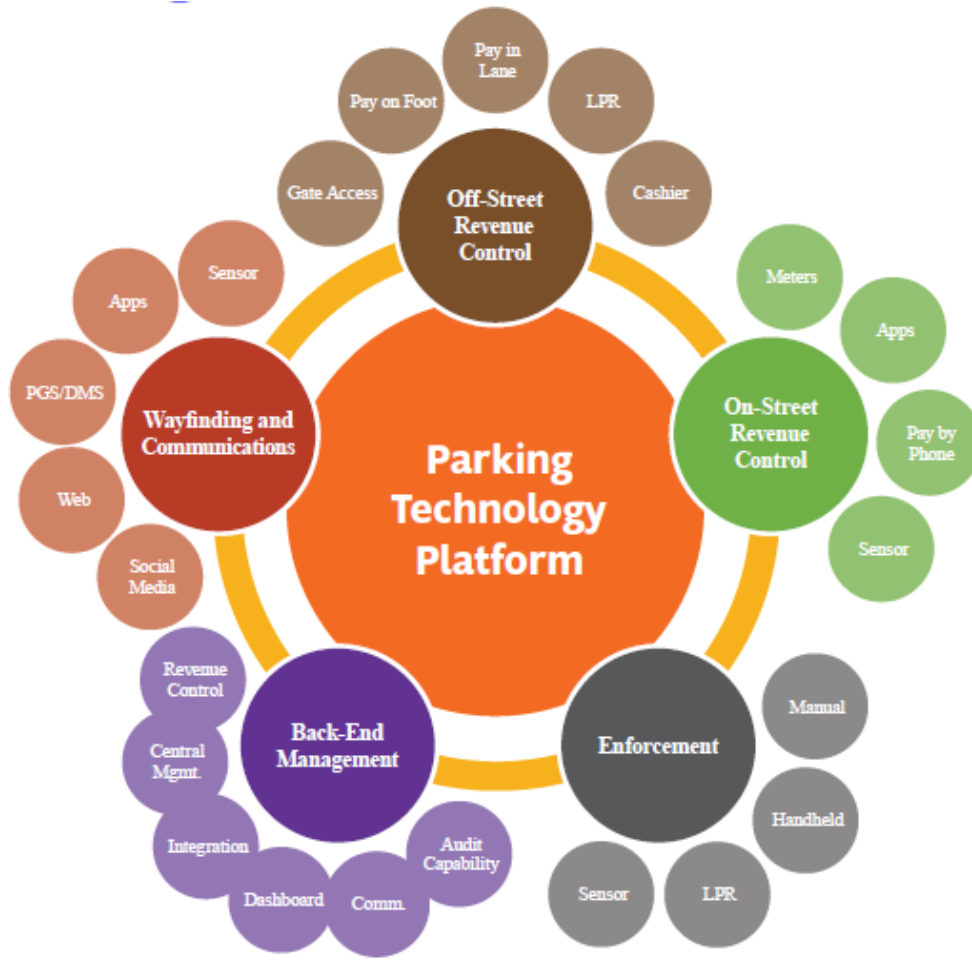 Pay in
Lane
Pay on Foot
LPR
Gate Access
Cashier
Off-Street
Revenue
Control
Sensor
Apps
PGS/DMS
Web
Social
Media
Wayfinding and
Communications
Meters
Apps
Pay by
Phone
Sensor
On-Street
Revenue
Control
Parking
Technology
Platform
Revenue
Control
Central
Mgmt.
Integration
Dashboard
Comm.
Audit
Capability
Back-End
Management
Enforcement
Manual
Handheld
LPR
Sensor